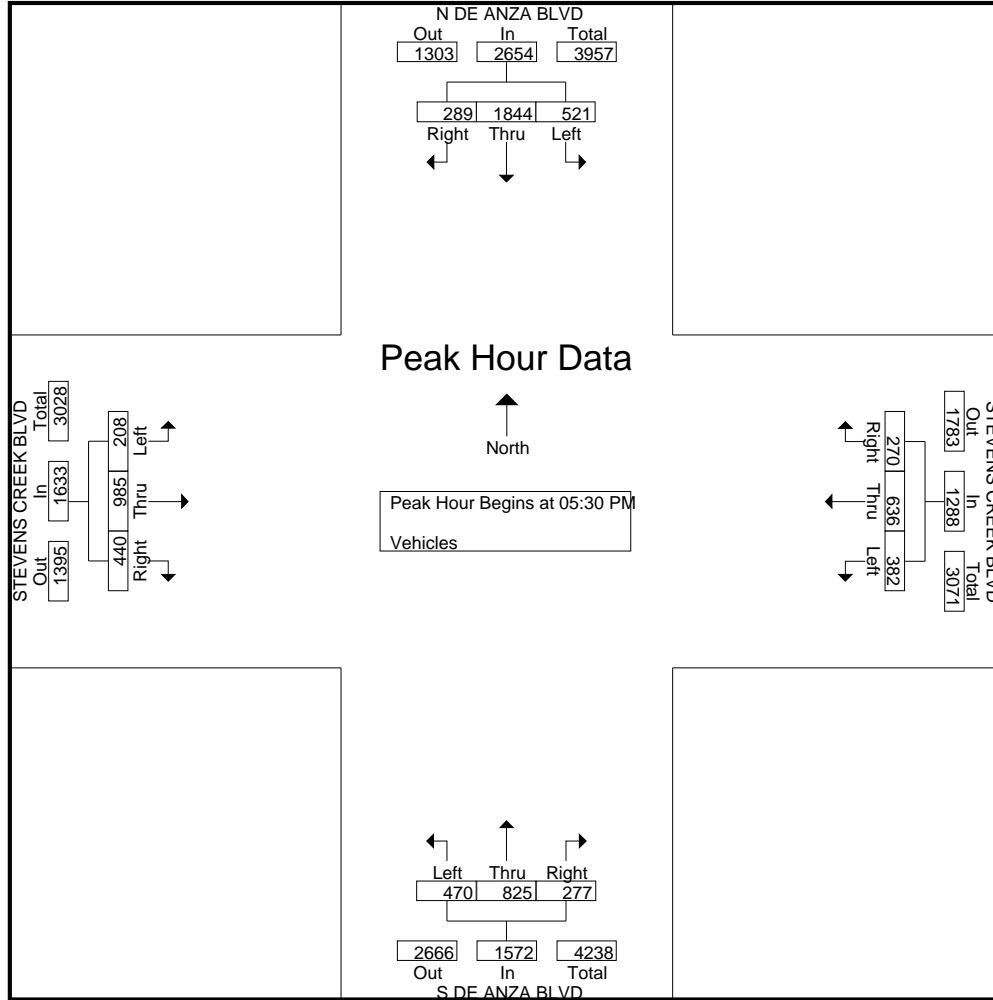 N DE ANZA BLVD
Out In Total
1303 2654 3957
289 1844 521
Right Thru Left
Peak Hour Data
North
Peak Hour Begins at 05:30 PM
Vehicles
STEVENS CREEK BLVD
Out In Total
1395 1633 3028
208 985 440
Left Thru Right
STEVENS CREEK BLVD
Out In Total
1783 1288 3071
270 636 382
Right Thru Left
Left Thru Right
470 825 277
2666 1572 4238
Out In Total
S DE ANZA BLVD